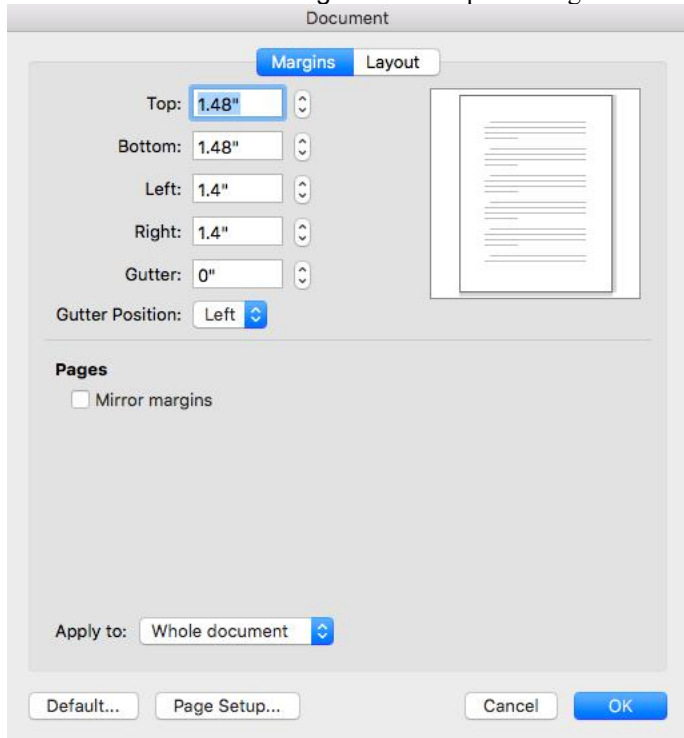 Document
Margins Layout
Top: 1.48"
Bottom: 1.48"
Left: 1.4"
Right: 1.4"
Gutter: 0"
Gutter Position: Left
Pages
Mirror margins
Apply to: Whole document
Default... Page Setup... Cancel OK